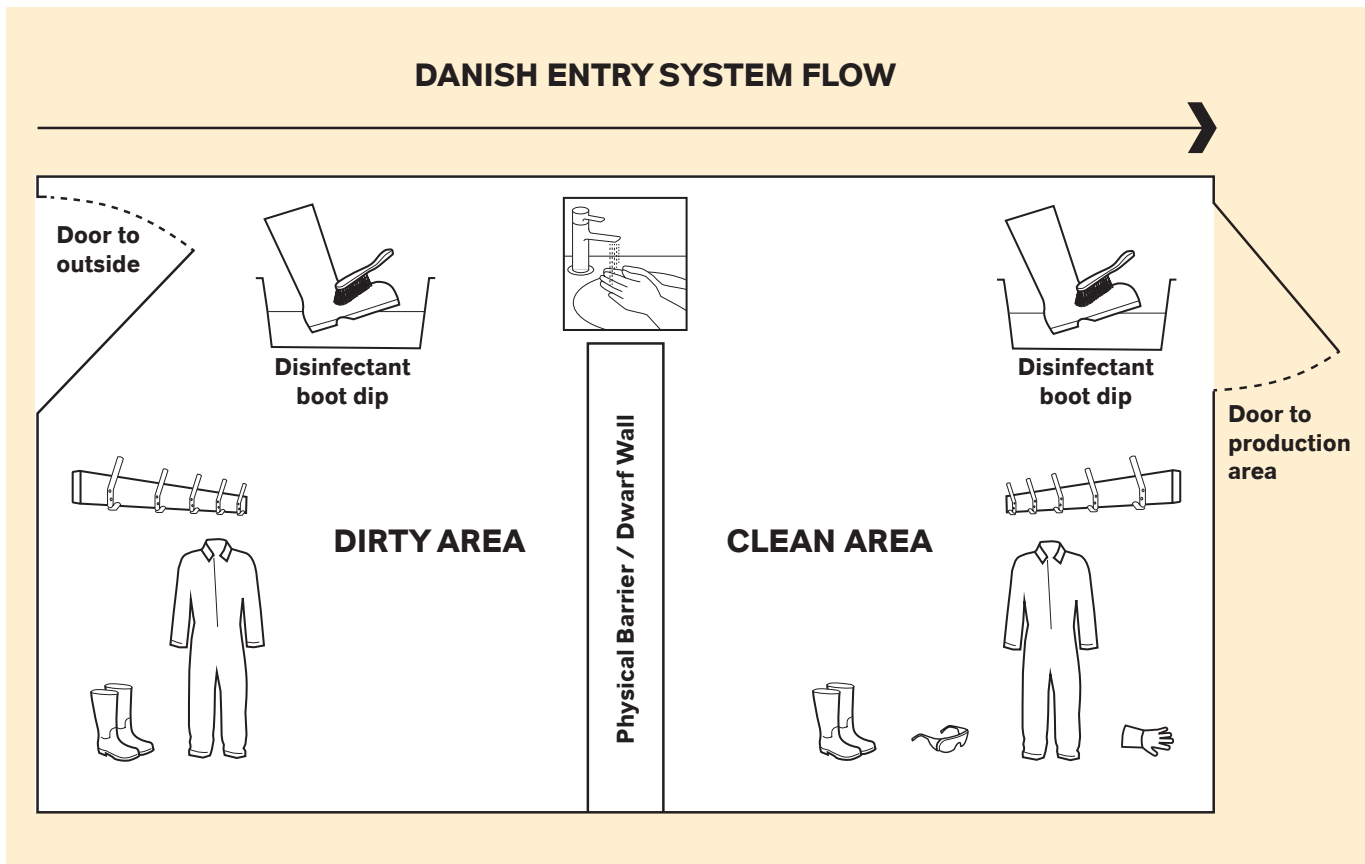 DANISH ENTRY SYSTEM FLOW
Door to
outside
Disinfectant
boot dip
Disinfectant
boot dip
Door to
production
area
DIRTY AREA
Physical Barrier / Dwarf Wall
CLEAN AREA